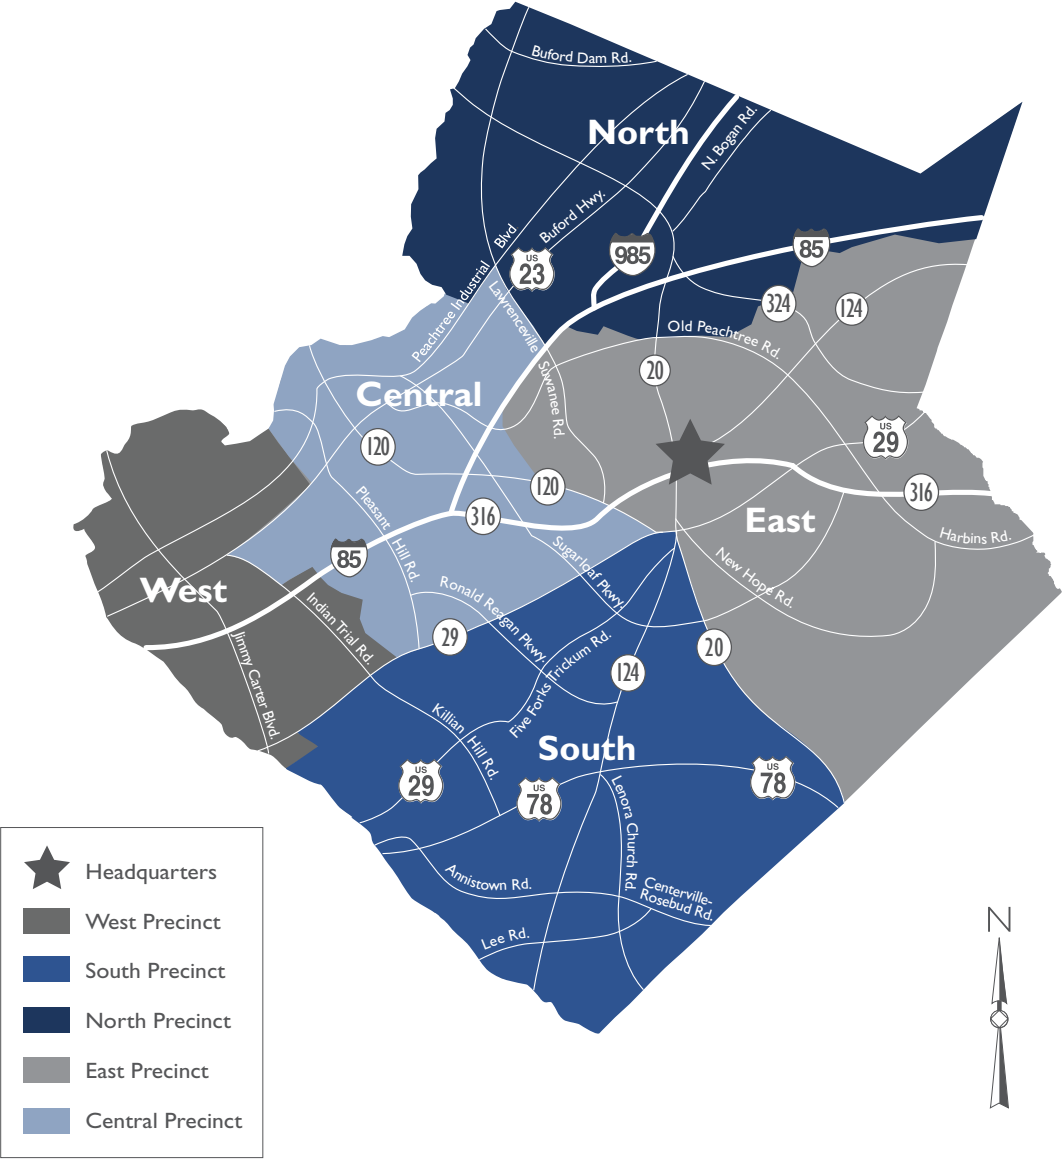 Buford Dam Rd.
North
N. Bogan Rd.
Buford Hwy.
Peachtree Industrial Blvd
US
23
985
85
324
124
Lawrenceville Suwanee Rd.
Old Peachtree Rd.
20
Central
120
US
29
120
316
316
East
Harbins Rd.
Pleasant Hill Rd.
85
Sugarloaf Pkwy.
New Hope Rd.
West
Ronald Reagan Pkwy.
Indian Trial Rd.
29
20
Jimmy Carter Blvd.
124
Five Forks Trickum Rd.
Killian Hill Rd.
South
US
29
US
78
US
78
Lenora Church Rd.
Annistown Rd.
Centerville-
Rosebud Rd.
Lee Rd.
Headquarters
West Precinct
South Precinct
North Precinct
East Precinct
Central Precinct
N